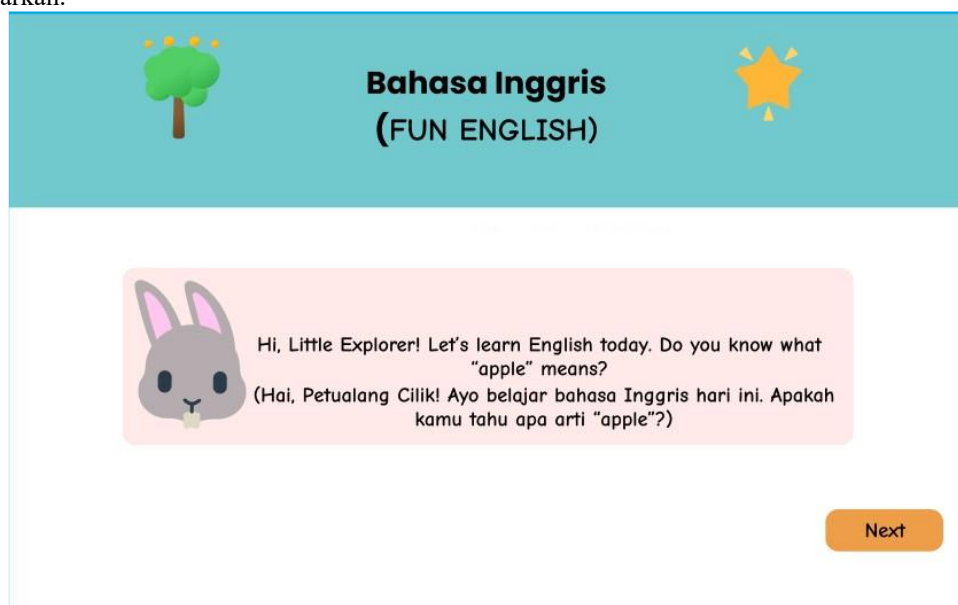 Bahasa Inggris
(FUN ENGLISH)
Hi, Little Explorer! Let's learn English today. Do you know what
"apple" means?
(Hai, Petualang Cilik! Ayo belajar bahasa Inggris hari ini. Apakah
kamu tahu apa arti "apple"?)
Next